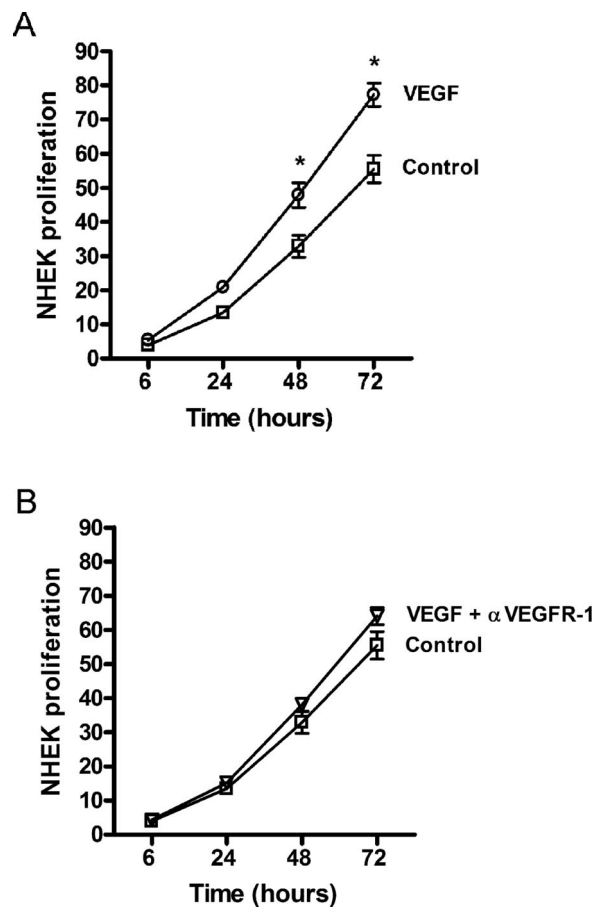 A
90
80
70
60
50
40
30
20
10
0
NHEK proliferation
*
*
VEGF
Control
6 24 48 72
Time (hours)
B
90
80
70
60
50
40
30
20
10
0
NHEK proliferation
VEGF + α VEGFR-1
Control
6 24 48 72
Time (hours)